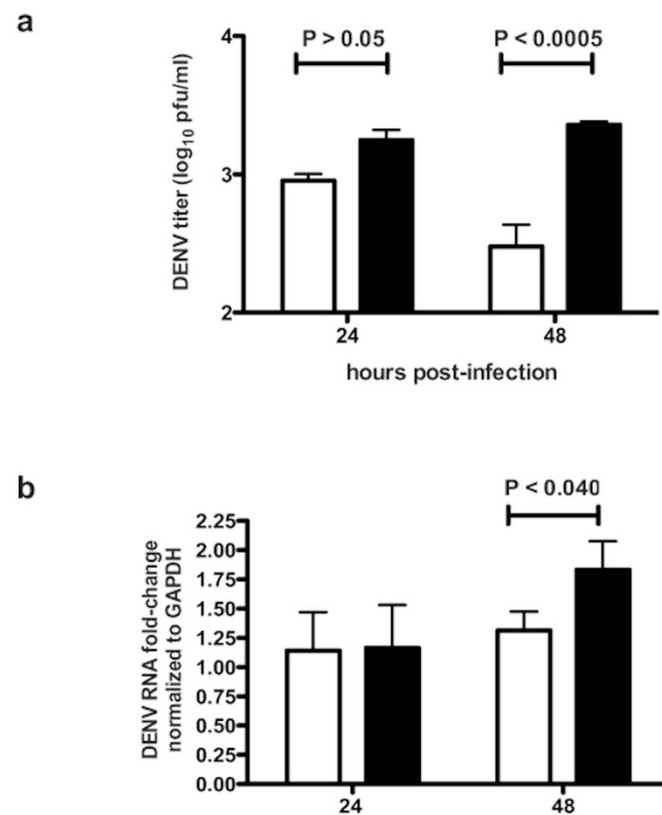 a
P > 0.05
P < 0.0005
DENV titer (log10 pfu/ml)
4
3
2
24
48
hours post-infection
b
P < 0.040
DENV RNA fold-change
normalized to GAPDH
2.25
2.00
1.75
1.50
1.25
1.00
0.75
0.50
0.25
0.00
24
48